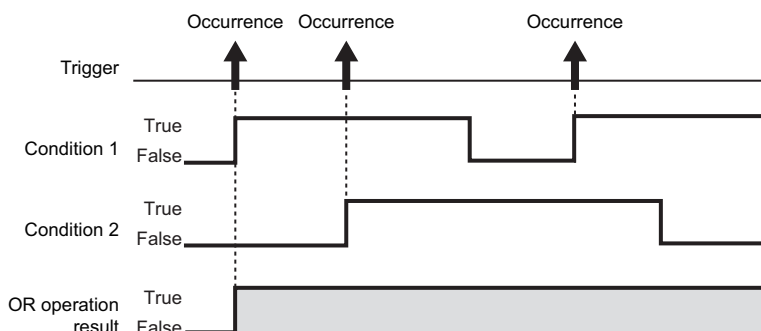 Occurrence Occurrence Occurrence
Trigger
True
Condition 1
False
True
Condition 2
False
OR operation
True
result
False